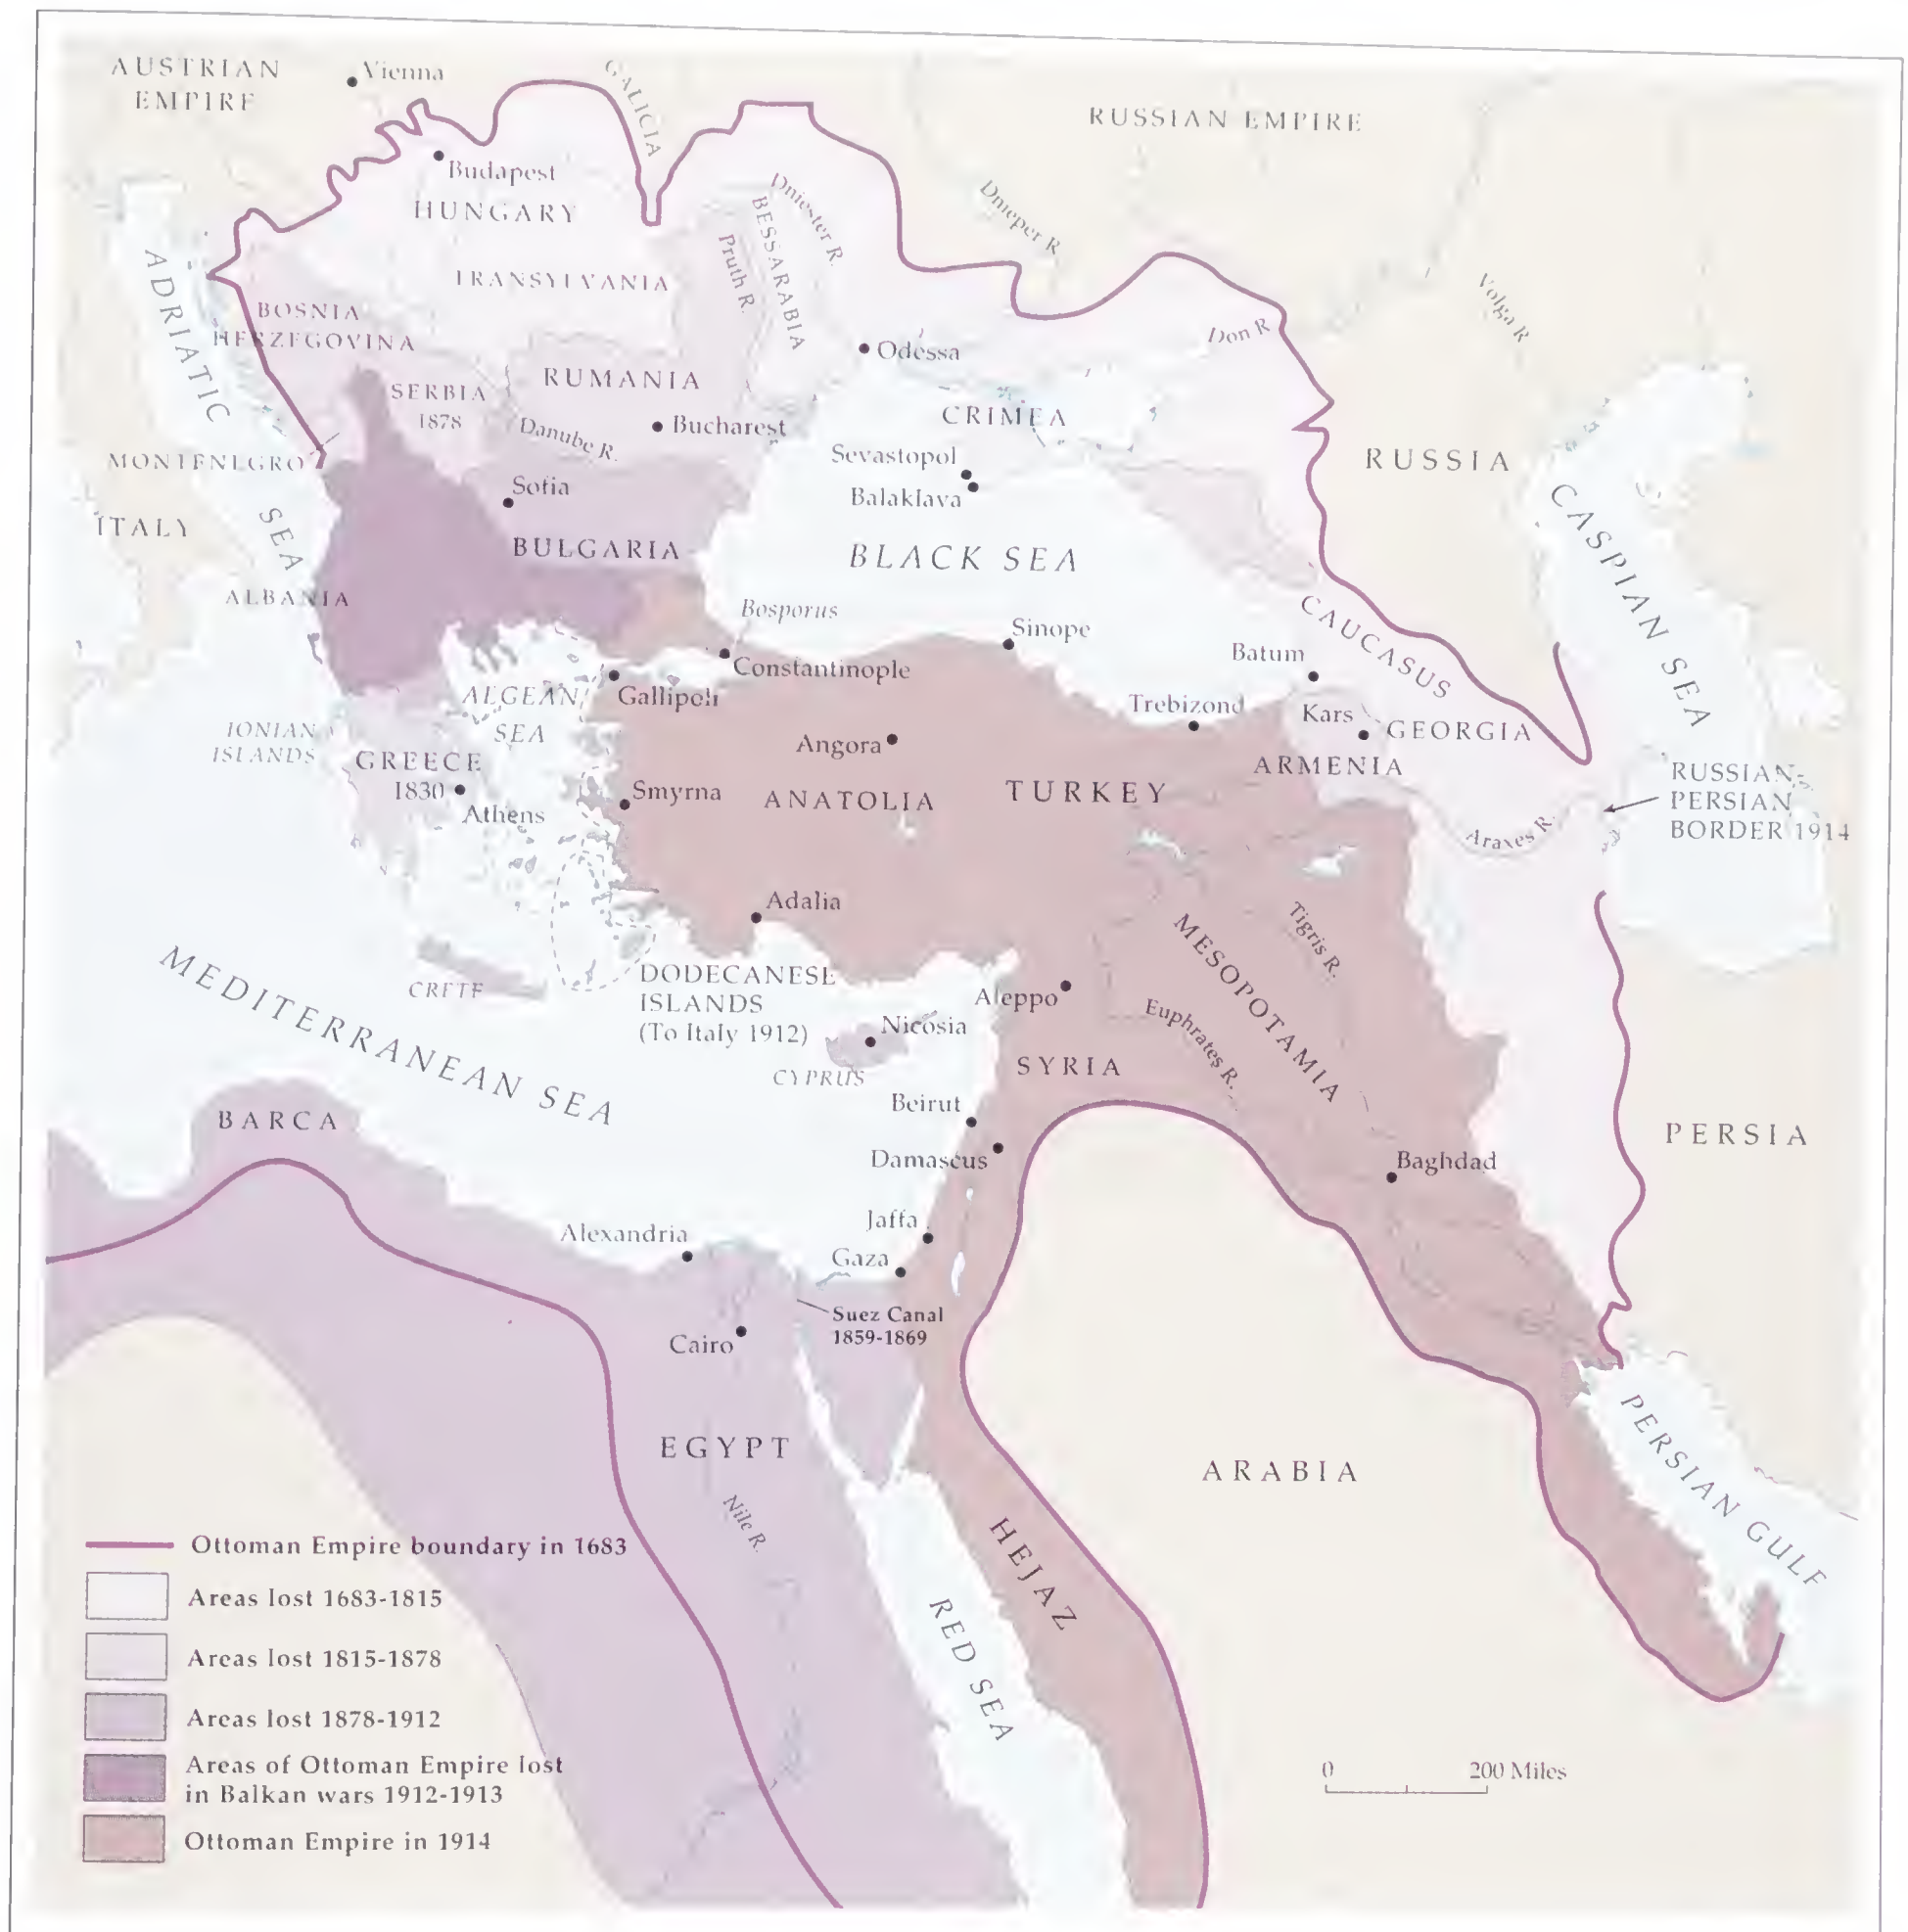 AUSTRIAN
EMPIRE
Vienna
GALICIA
RUSSIAN EMPIRE
Budapest
HUNGARY
Dniester R.
BESSARABIA
Pruth R.
Dnieper R.
Volga R.
TRANSYLVANIA
ADRIATIC
SEA
BOSNIA
HERZEGOVINA
Don R.
Odessa
SERBIA
1878
RUMANIA
Danube R.
Bucharest
CRIMEA
MONTENEGRO
Sevastopol
Balaklava
RUSSIA
CASPIAN SEA
Sofia
ITALY
BULGARIA
BLACK SEA
ALBANIA
Bosporus
CAUCASUS
Sinope
Batum
Constantinople
AEGEAN
SEA
Gallipoli
Trebizond
Kars
GEORGIA
IONIAN
ISLANDS
Angora
GREECE
1830
Athens
ARMENIA
RUSSIAN-
PERSIAN
BORDER 1914
Smyrna
ANATOLIA
TURKEY
Araxes R.
Adalia
MESOPOTAMIA
Tigris R.
MEDITERRANEAN SEA
CRETE
DODECANESE
ISLANDS
(To Italy 1912)
Aleppo
Euphrates R.
Nicosia
CYPRUS
SYRIA
Beirut
BARCA
PERSIA
Damascus
Baghdad
Jaffa
Alexandria
Gaza
Suez Canal
1859-1869
Cairo
EGYPT
ARABIA
PERSIAN GULF
Nile R.
HEJAZ
RED SEA
Ottoman Empire boundary in 1683
Areas lost 1683-1815
Areas lost 1815-1878
Areas lost 1878-1912
Areas of Ottoman Empire lost
in Balkan wars 1912-1913
Ottoman Empire in 1914
0 200 Miles